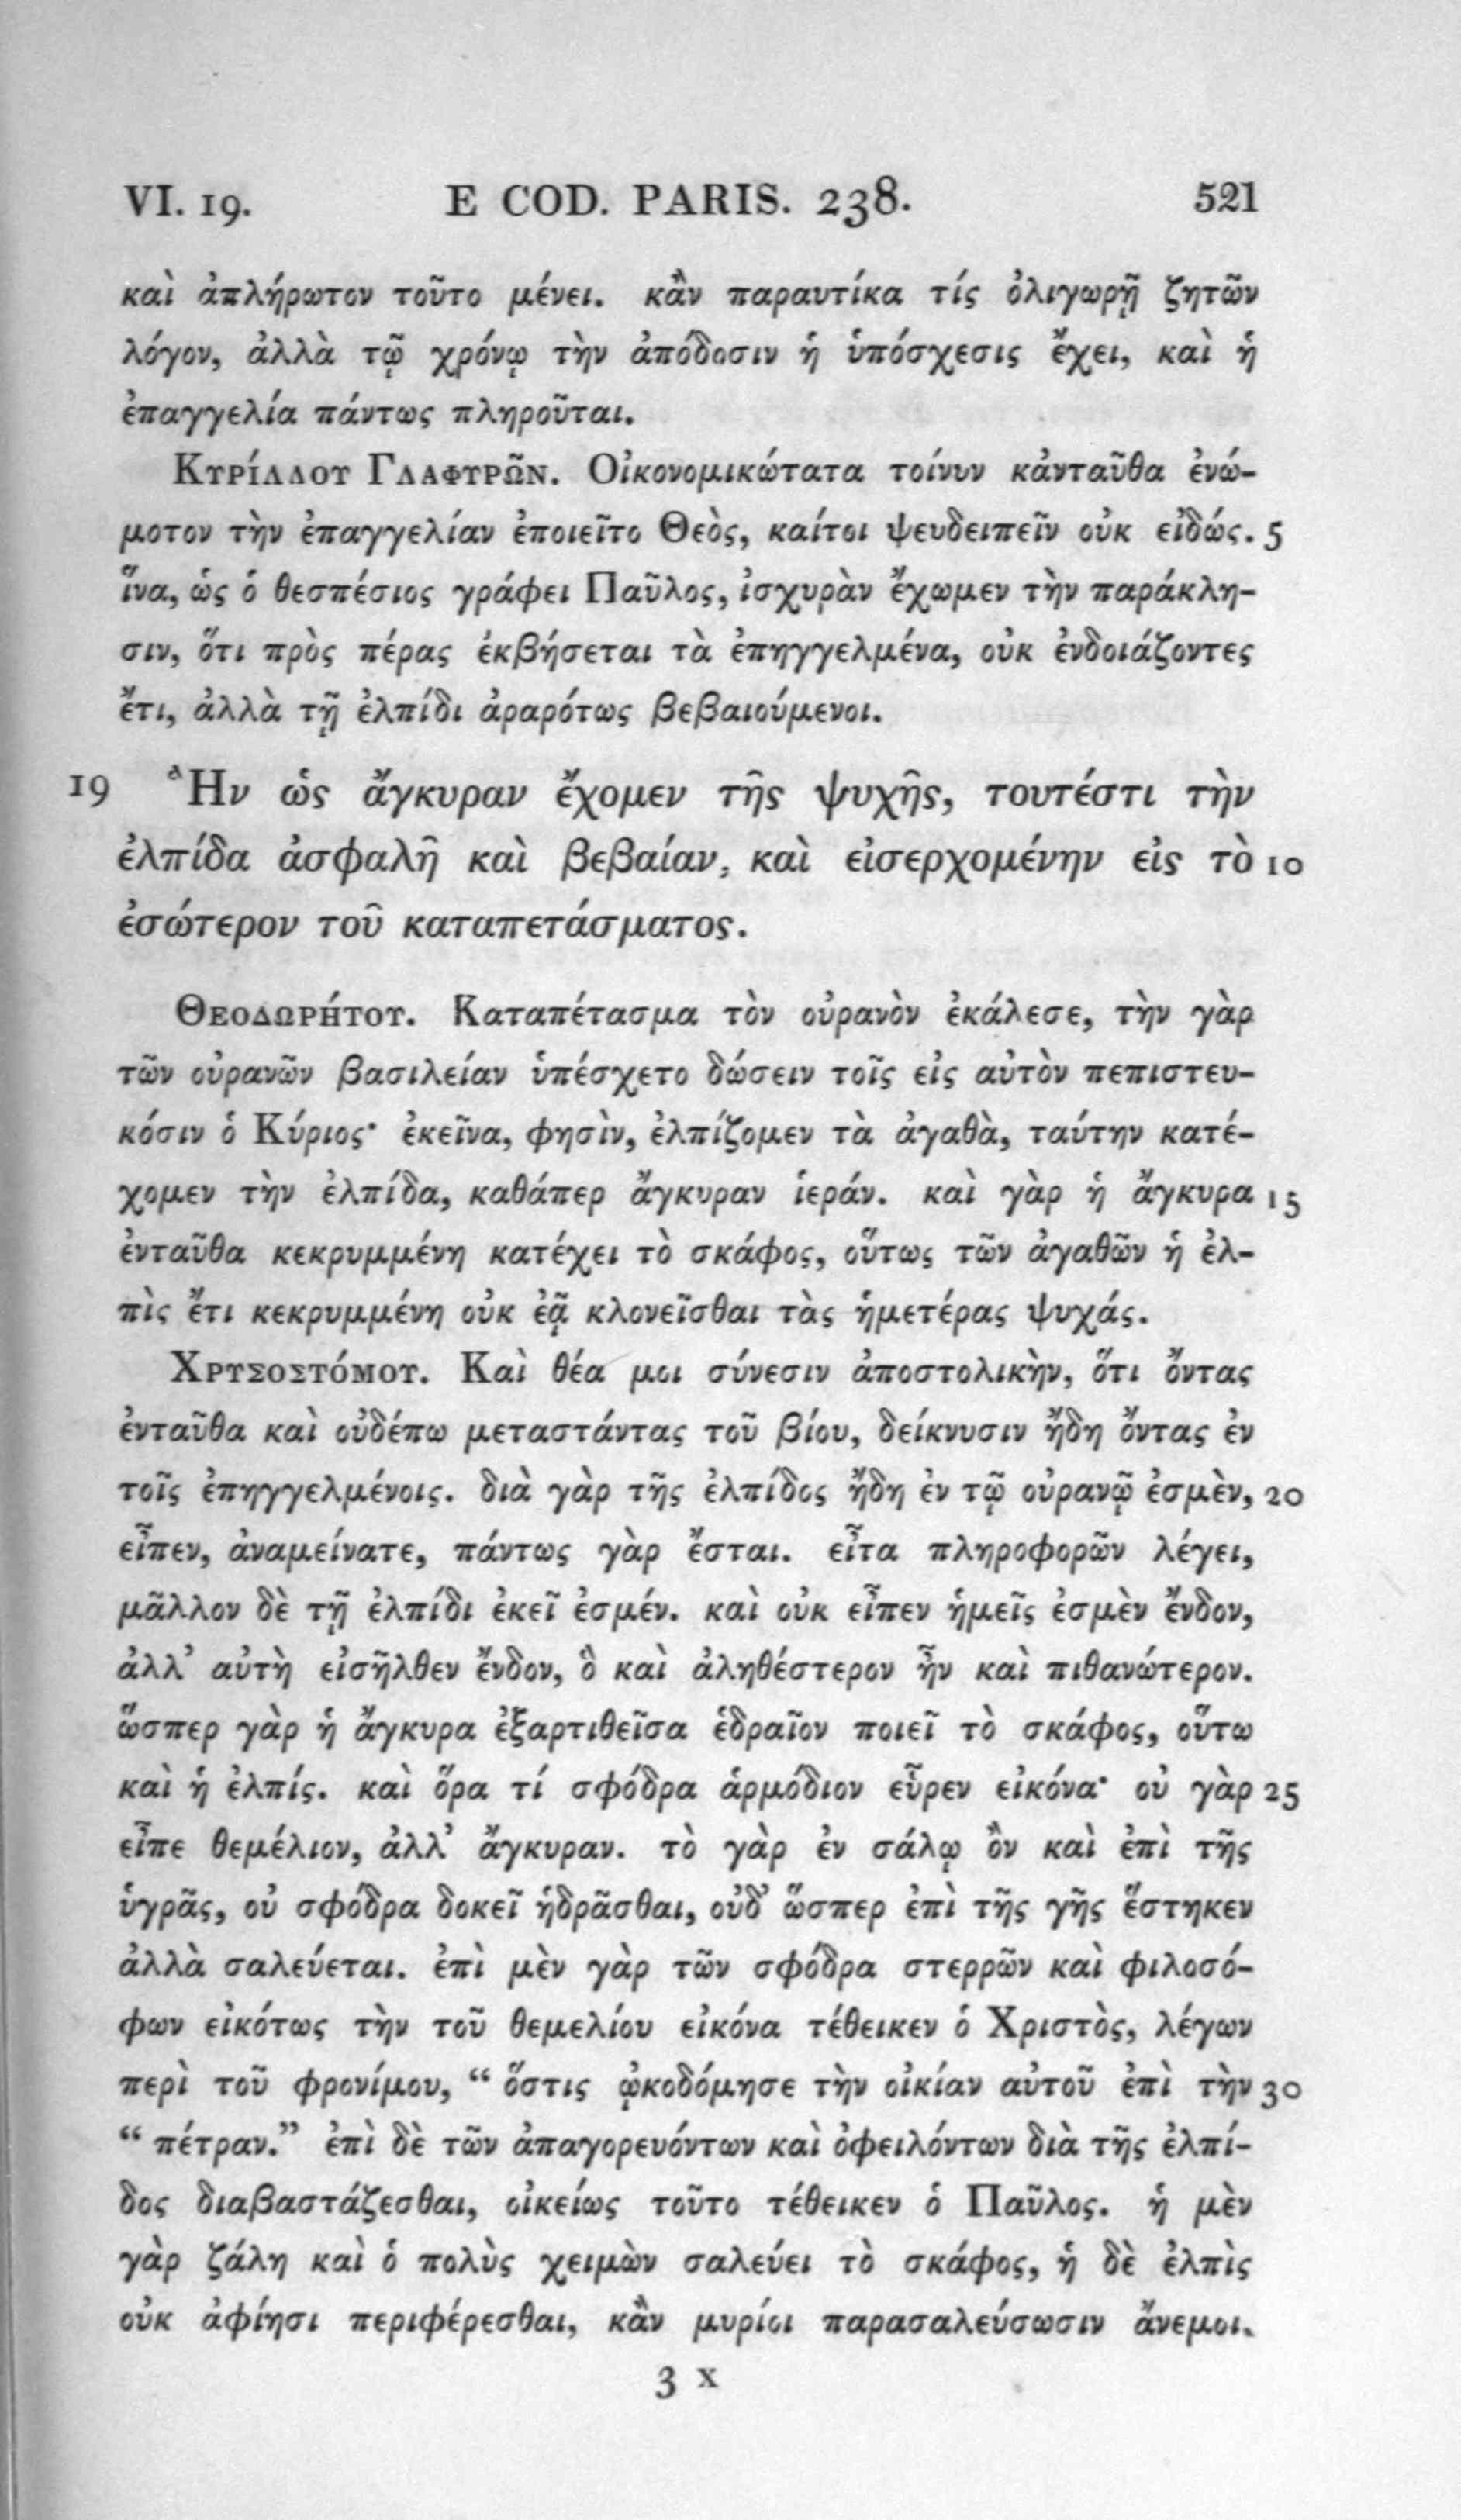 VI. 19. E COD. PARIS. 238. 521
καὶ ἀπλήρωτον τοῦτο μένει. κἂν παραυτίκα τίς ὀλιγωρῇ ζητῶν
λόγον, ἀλλὰ τῷ χρόνῳ τὴν ἀπόδοσιν ἡ ὑπόσχεσις ἔχει, καὶ ἡ
ἐπαγγελία πάντως πληροῦται.
Κυρίλλου Γλαφυρῶν. Οἰκονομικώτατα τοίνυν κἀνταῦθα ἐνώ-
μοτον τὴν ἐπαγγελίαν ἐποιεῖτο Θεὸς, καίτοι ψευδειπεῖν οὐκ εἰδώς. 5
ἵνα, ὡς ὁ θεσπέσιος γράφει Παῦλος, ἰσχυρὰν ἔχωμεν τὴν παράκλη-
σιν, ὅτι πρὸς πέρας ἐκβήσεται τὰ ἐπηγγελμένα, οὐκ ἐνδοιάζοντες
ἔτι, ἀλλὰ τῇ ἐλπίδι ἀραρότως βεβαιούμενοι.
19 Ἣν ὡς ἄγκυραν ἔχομεν τῆς ψυχῆς, τουτέστι τὴν
ἐλπίδα ἀσφαλῆ καὶ βεβαίαν, καὶ εἰσερχομένην εἰς τὸ 10
ἐσώτερον τοῦ καταπετάσματος.
Θεοδωρήτου. Καταπέτασμα τὸν οὐρανὸν ἐκάλεσε, τὴν γὰρ
τῶν οὐρανῶν βασιλείαν ὑπέσχετο δώσειν τοῖς εἰς αὐτὸν πεπιστευ-
κόσιν ὁ Κύριος· ἐκεῖνα, φησὶν, ἐλπίζομεν τὰ ἀγαθὰ, ταύτην κατέ-
χομεν τὴν ἐλπίδα, καθάπερ ἄγκυραν ἱεράν. καὶ γὰρ ἡ ἄγκυρα 15
ἐνταῦθα κεκρυμμένη κατέχει τὸ σκάφος, οὕτως τῶν ἀγαθῶν ἡ ἐλ-
πὶς ἔτι κεκρυμμένη οὐκ ἐᾷ κλονεῖσθαι τὰς ἡμετέρας ψυχάς.
Χρυσοστόμου. Καὶ θέα μοι σύνεσιν ἀποστολικὴν, ὅτι ὄντας
ἐνταῦθα καὶ οὐδέπω μεταστάντας τοῦ βίου, δείκνυσιν ἤδη ὄντας ἐν
τοῖς ἐπηγγελμένοις. διὰ γὰρ τῆς ἐλπίδος ἤδη ἐν τῷ οὐρανῷ ἐσμὲν, 20
εἶπεν, ἀναμείνατε, πάντως γὰρ ἔσται. εἶτα πληροφορῶν λέγει,
μᾶλλον δὲ τῇ ἐλπίδι ἐκεῖ ἐσμέν. καὶ οὐκ εἶπεν ἡμεῖς ἐσμὲν ἔνδον,
ἀλλ’ αὐτὴ εἰσῆλθεν ἔνδον, ὃ καὶ ἀληθέστερον ἦν καὶ πιθανώτερον.
ὥσπερ γὰρ ἡ ἄγκυρα ἐξαρτιθεῖσα ἑδραῖον ποιεῖ τὸ σκάφος, οὕτω
καὶ ἡ ἐλπίς. καὶ ὅρα τί σφόδρα ἁρμόδιον εὗρεν εἰκόνα· οὐ γὰρ 25
εἶπε θεμέλιον, ἀλλ’ ἄγκυραν. τὸ γὰρ ἐν σάλῳ ὂν καὶ ἐπὶ τῆς
ὑγρᾶς, οὐ σφόδρα δοκεῖ ἡδρᾶσθαι, οὐδ’ ὥσπερ ἐπὶ τῆς γῆς ἕστηκεν
ἀλλὰ σαλεύεται. ἐπὶ μὲν γὰρ τῶν σφόδρα στερρῶν καὶ φιλοσό-
φων εἰκότως τὴν τοῦ θεμελίου εἰκόνα τέθεικεν ὁ Χριστὸς, λέγων
περὶ τοῦ φρονίμου, “ ὅστις ᾠκοδόμησε τὴν οἰκίαν αὐτοῦ ἐπὶ τὴν 30
“ πέτραν.” ἐπὶ δὲ τῶν ἀπαγορευόντων καὶ ὀφειλόντων διὰ τῆς ἐλπί-
δος διαβαστάζεσθαι, οἰκείως τοῦτο τέθεικεν ὁ Παῦλος. ἡ μὲν
γὰρ ζάλη καὶ ὁ πολὺς χειμὼν σαλεύει τὸ σκάφος, ἡ δὲ ἐλπὶς
οὐκ ἀφίησι περιφέρεσθαι, κἂν μυρίοι παρασαλεύσωσιν ἄνεμοι.
3 X